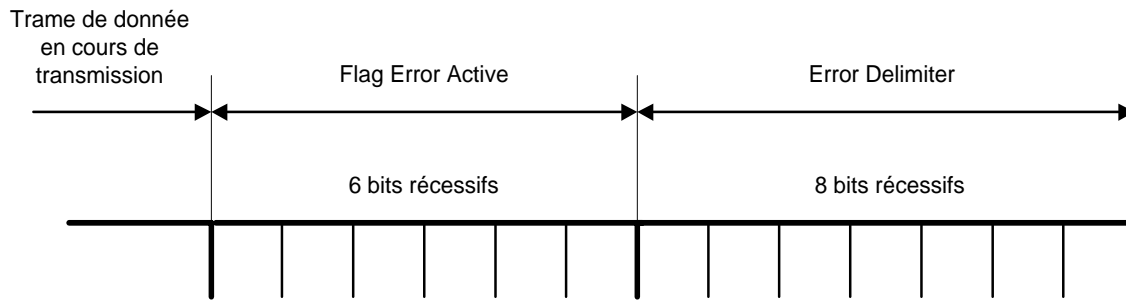 Trame de donnée
en cours de
transmission
Flag Error Active
Error Delimiter
6 bits récessifs
8 bits récessifs